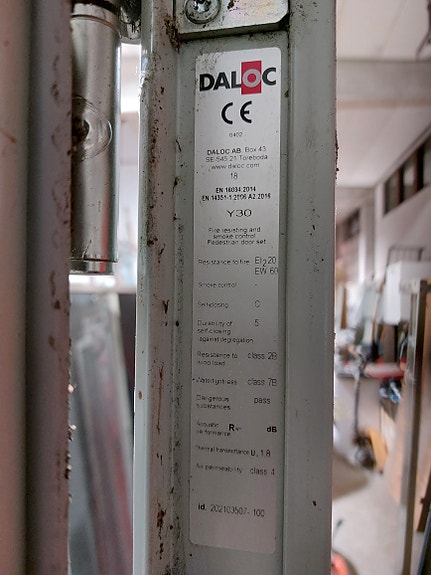 DALOC
CE
0402
DALOC AB, Box 43
SE-545 21 Töreboda
www.daloc.com
18
EN 16034:2014
EN 14351-1:2006 A2:2016
Y30
Fire resisting and
smoke control
Pedestrian door set
Resistance to fire EI₂ 20
EW 60
Smoke control -
Self-closing C
Durability of 5
self-closing
against degregation
Resistance to class 2B
wind load
Watertightness class 7B
Dangerous pass
substances
Acoustic R dB
performance
Thermal transmittance U, 1.8
Air permeability class 4
id. 202103507- 100